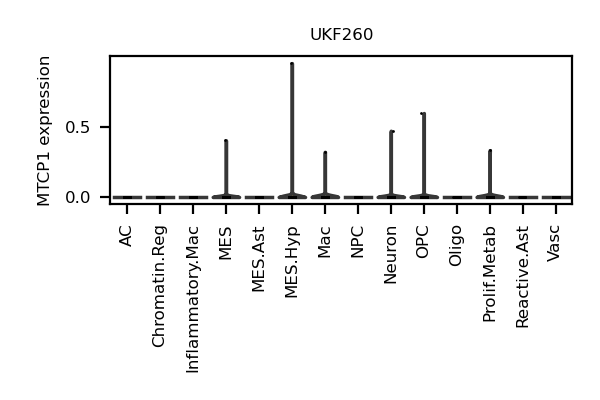 UKF260
MTCP1 expression
0.5
0.0
AC
Chromatin.Reg
Inflammatory.Mac
MES
MES.Ast
MES.Hyp
Mac
NPC
Neuron
OPC
Oligo
Prolif.Metab
Reactive.Ast
Vasc